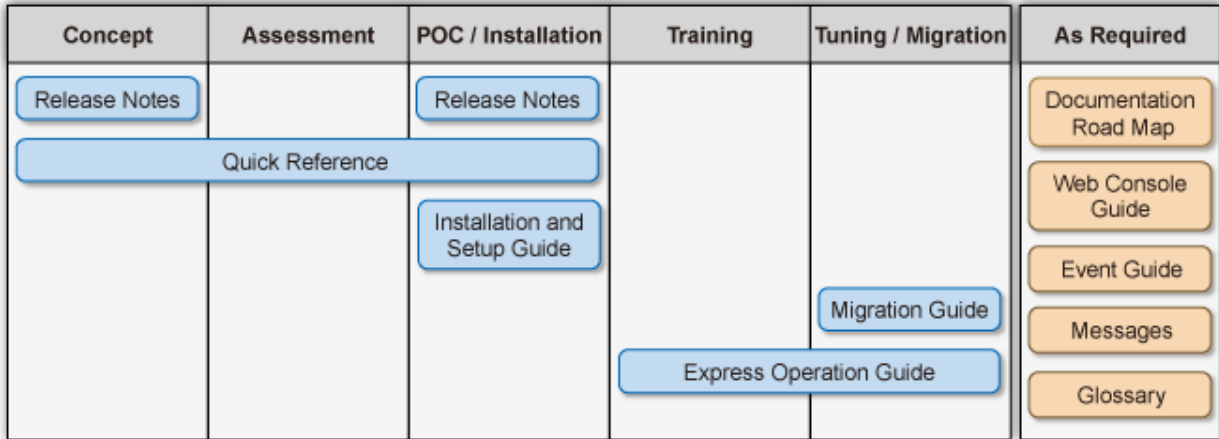 Concept
Assessment
POC / Installation
Training
Tuning / Migration
As Required
Release Notes
Release Notes
Quick Reference
Installation and
Setup Guide
Migration Guide
Express Operation Guide
Documentation
Road Map
Web Console
Guide
Event Guide
Messages
Glossary